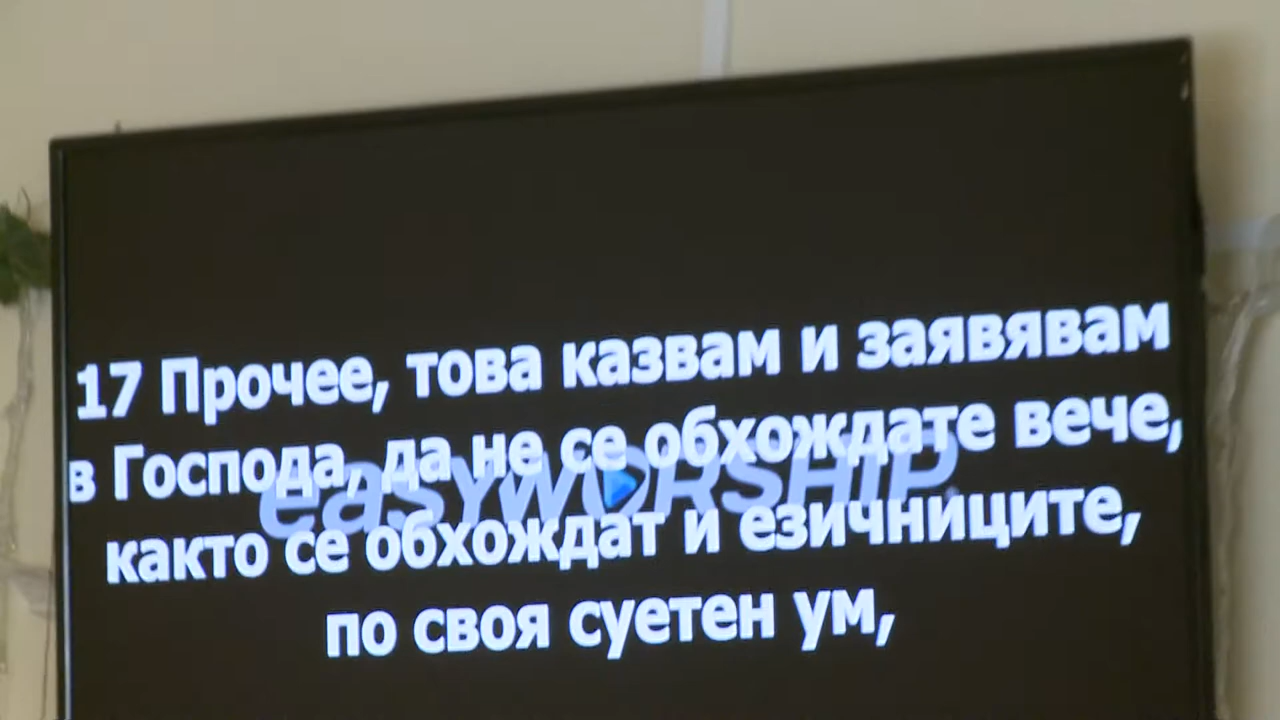 17 Прочее, това казвам и заявявам
в Господа, да не се обхождате вече,
easyworship.
както се обхождат и езичниците,
по своя суетен ум,